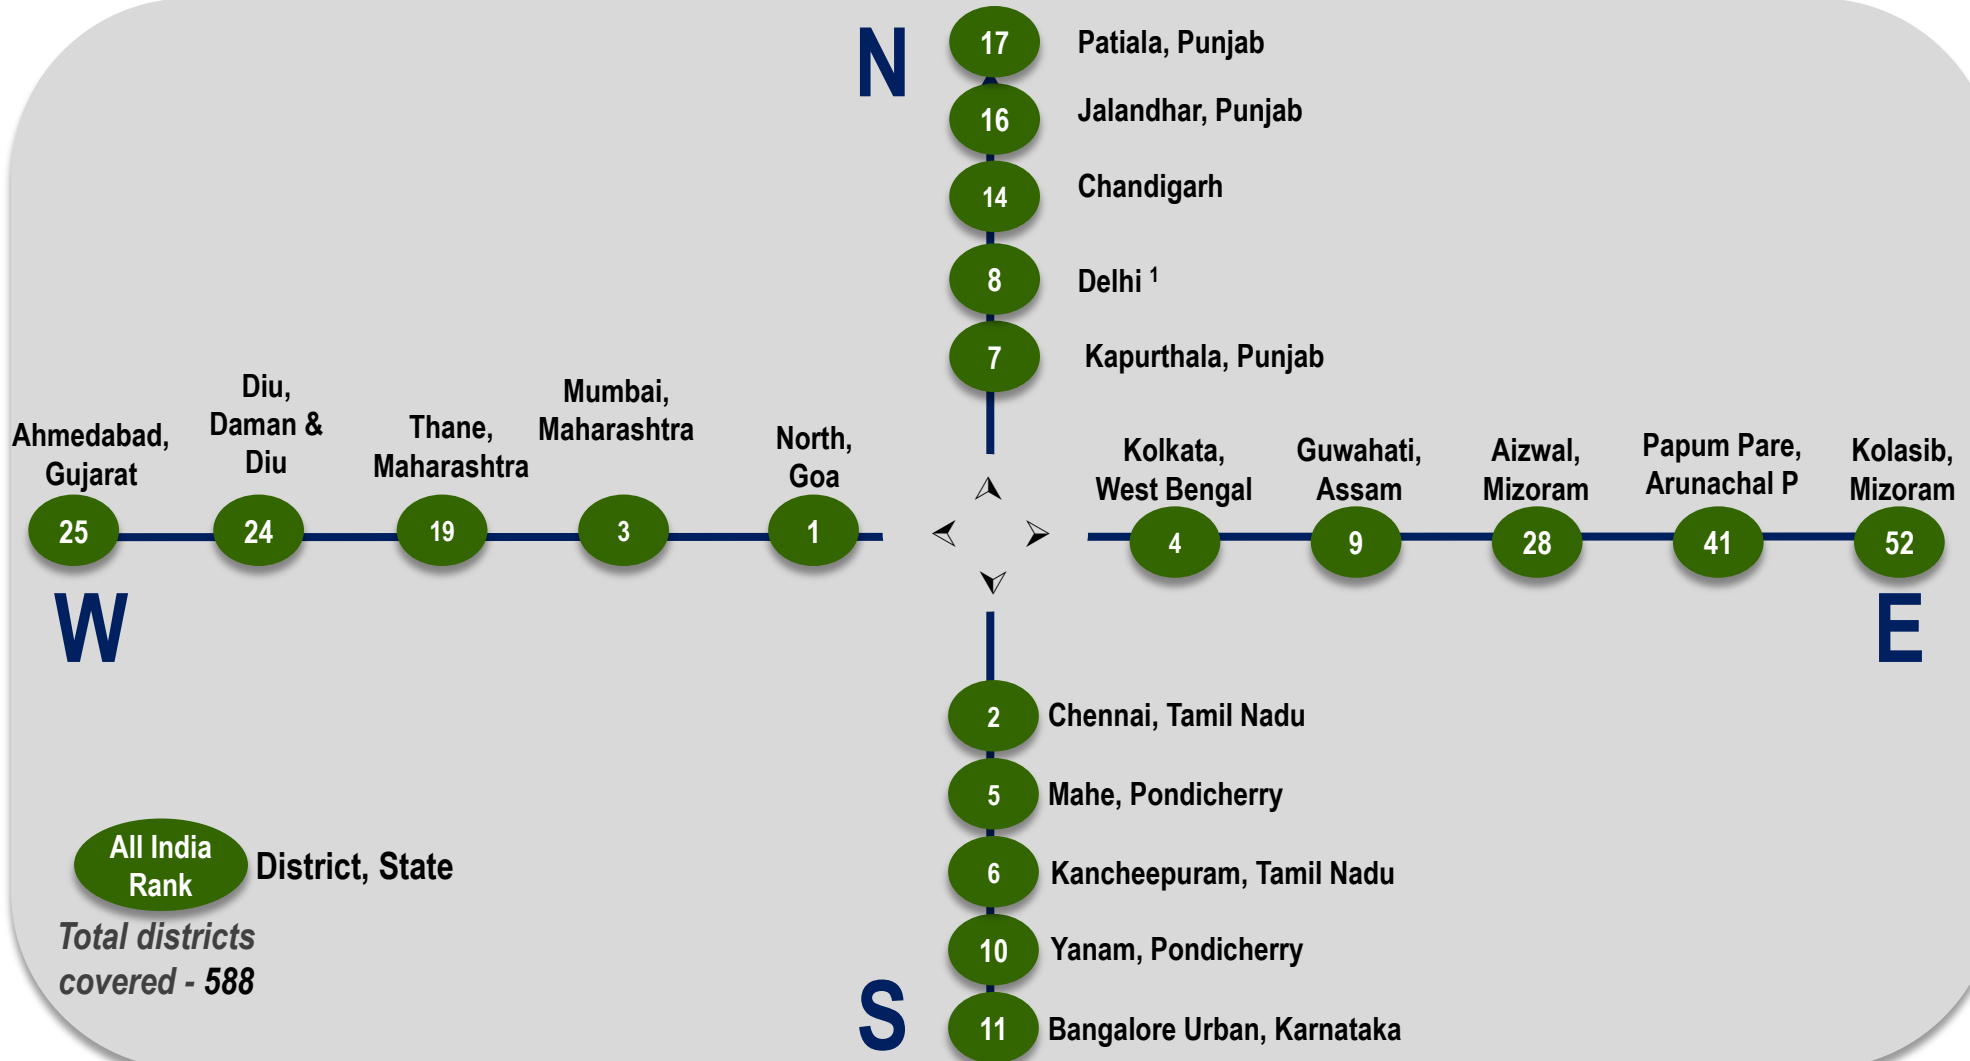 N
17
Patiala, Punjab
16
Jalandhar, Punjab
14
Chandigarh
8
Delhi 1
7
Kapurthala, Punjab
Ahmedabad,
Gujarat
25
Diu,
Daman &
Diu
24
Thane,
Maharashtra
19
Mumbai,
Maharashtra
3
North,
Goa
1
Kolkata,
West Bengal
4
Guwahati,
Assam
9
Aizwal,
Mizoram
28
Papum Pare,
Arunachal P
41
Kolasib,
Mizoram
52
W
E
2
Chennai, Tamil Nadu
5
Mahe, Pondicherry
6
Kancheepuram, Tamil Nadu
10
Yanam, Pondicherry
11
Bangalore Urban, Karnataka
S
All India
Rank
District, State
Total districts
covered - 588